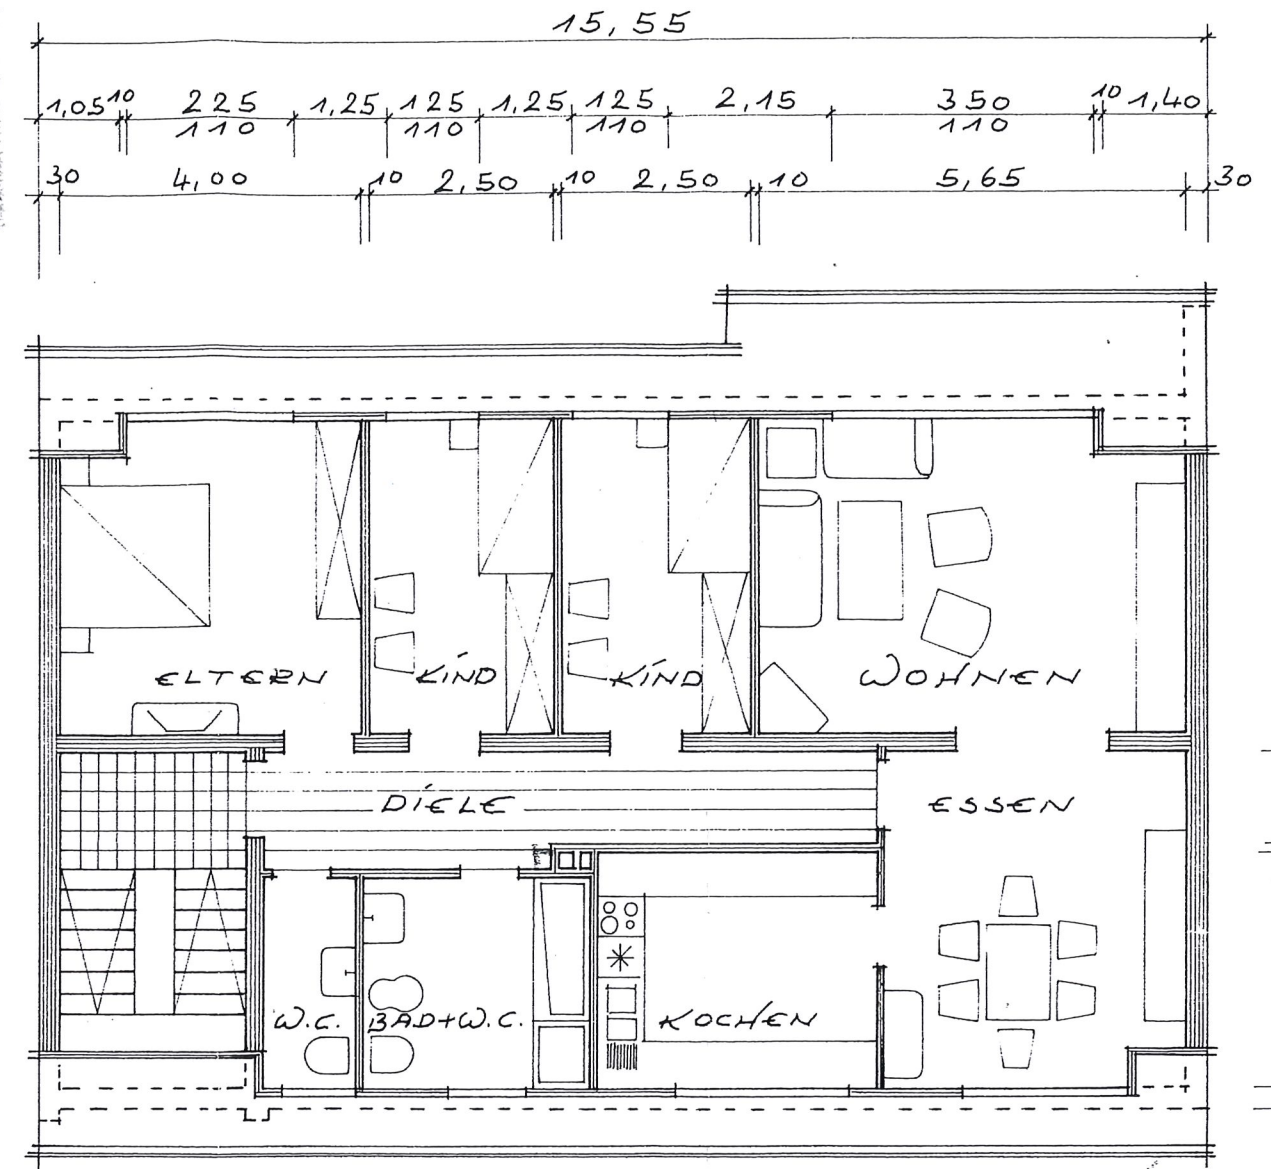 15,55
1,05 10 225 1,25 125 1,25 125 2,15 350 10 1,40
110 110 110 110
30 4,00 10 2,50 10 2,50 10 5,65 30
ELTERN KIND KIND WOHNEN
DIELE ESSEN
W.C. BAD+W.C. KOCHEN